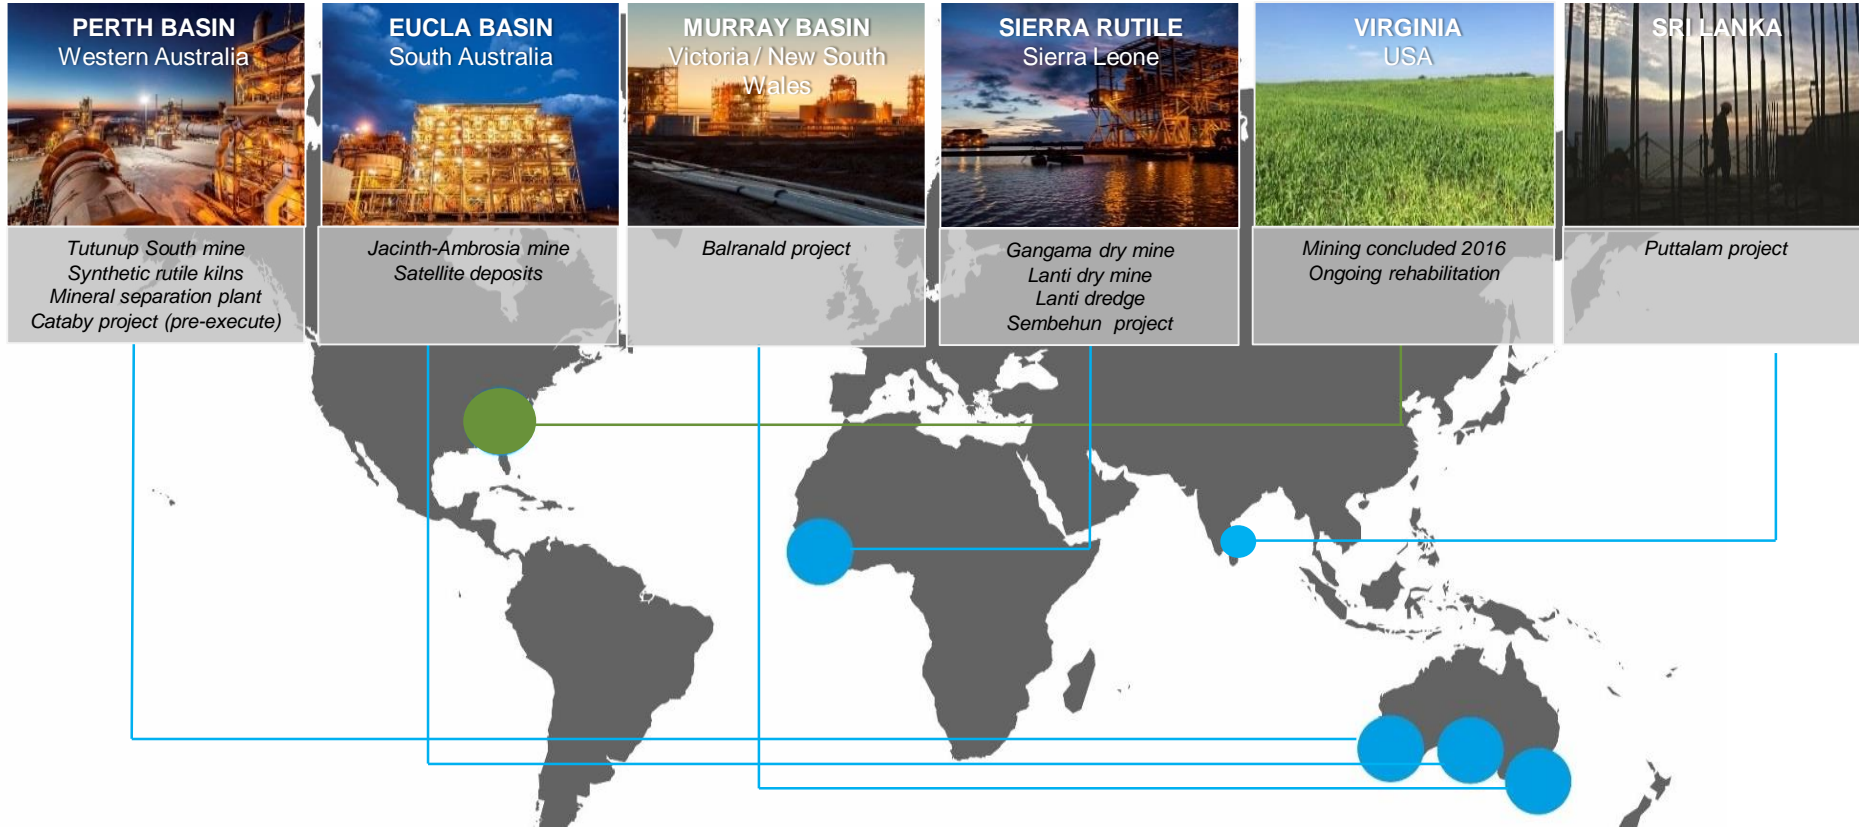 PERTH BASIN
Western Australia
Tutunup South mine
Synthetic rutile kilns
Mineral separation plant
Cataby project (pre-execute)
EUCLA BASIN
South Australia
Jacinth-Ambrosia mine
Satellite deposits
MURRAY BASIN
Victoria / New South
Wales
Balranald project
SIERRA RUTILE
Sierra Leone
Gangama dry mine
Lanti dry mine
Lanti dredge
Sembehun project
VIRGINIA
USA
Mining concluded 2016
Ongoing rehabilitation
SRI LANKA
Puttalam project